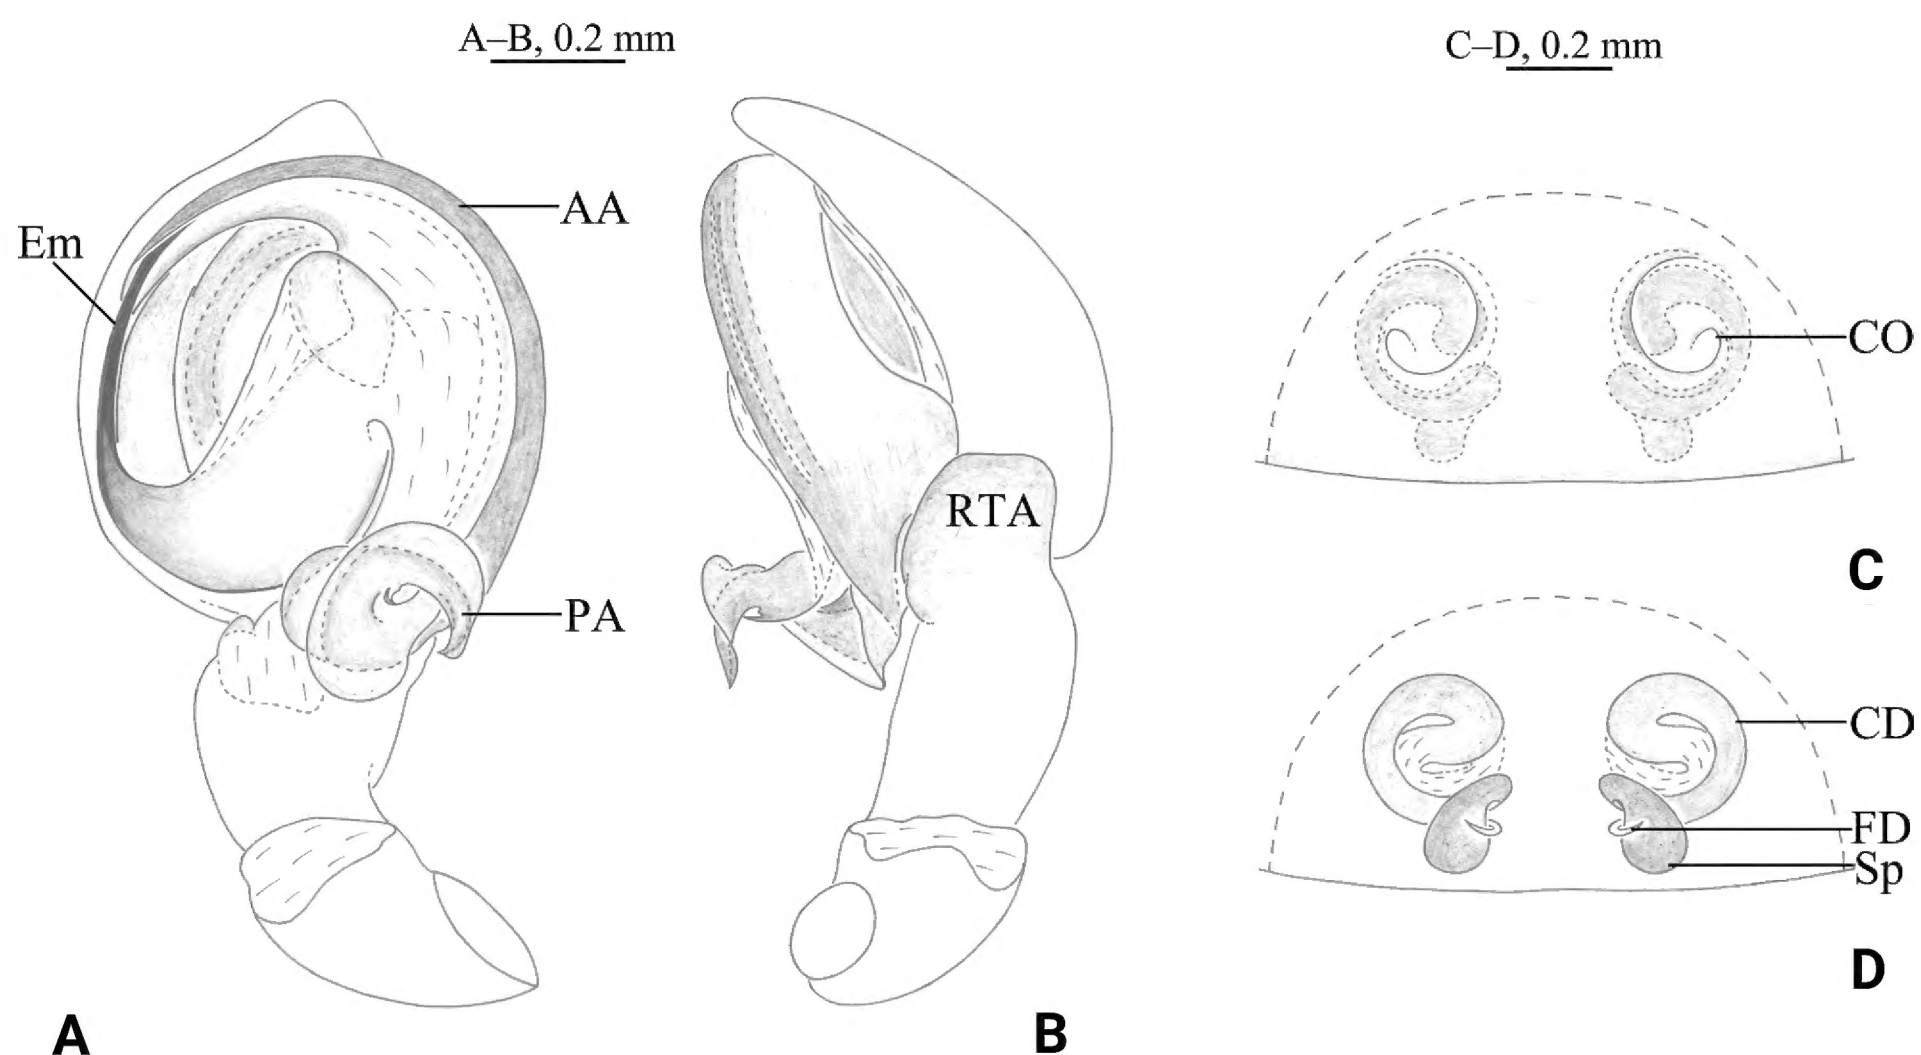 A–B, 0.2 mm
C–D, 0.2 mm
AA
Em
CO
RTA
C
PA
CD
FD
Sp
D
A
B